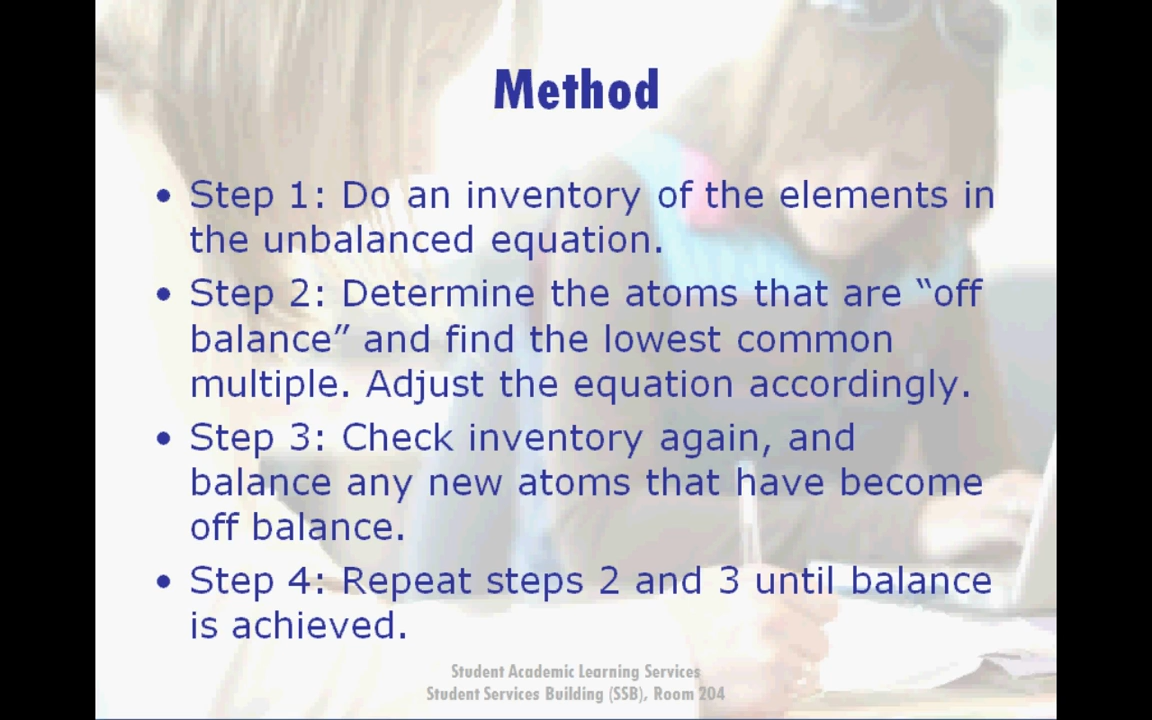 Method
• Step 1: Do an inventory of the elements in
the unbalanced equation.
• Step 2: Determine the atoms that are “off
balance” and find the lowest common
multiple. Adjust the equation accordingly.
• Step 3: Check inventory again, and
balance any new atoms that have become
off balance.
• Step 4: Repeat steps 2 and 3 until balance
is achieved.
Student Academic Learning Services
Student Services Building (SSB), Room 204